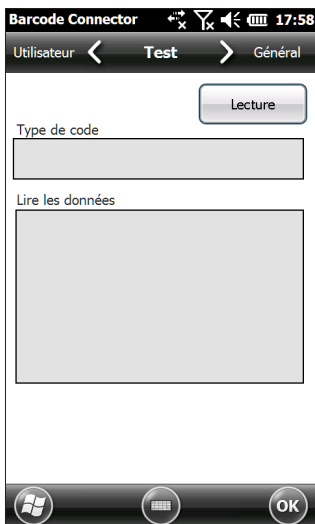 Barcode Connector 17:58
Utilisateur Test Général
Lecture
Type de code
Lire les données
OK